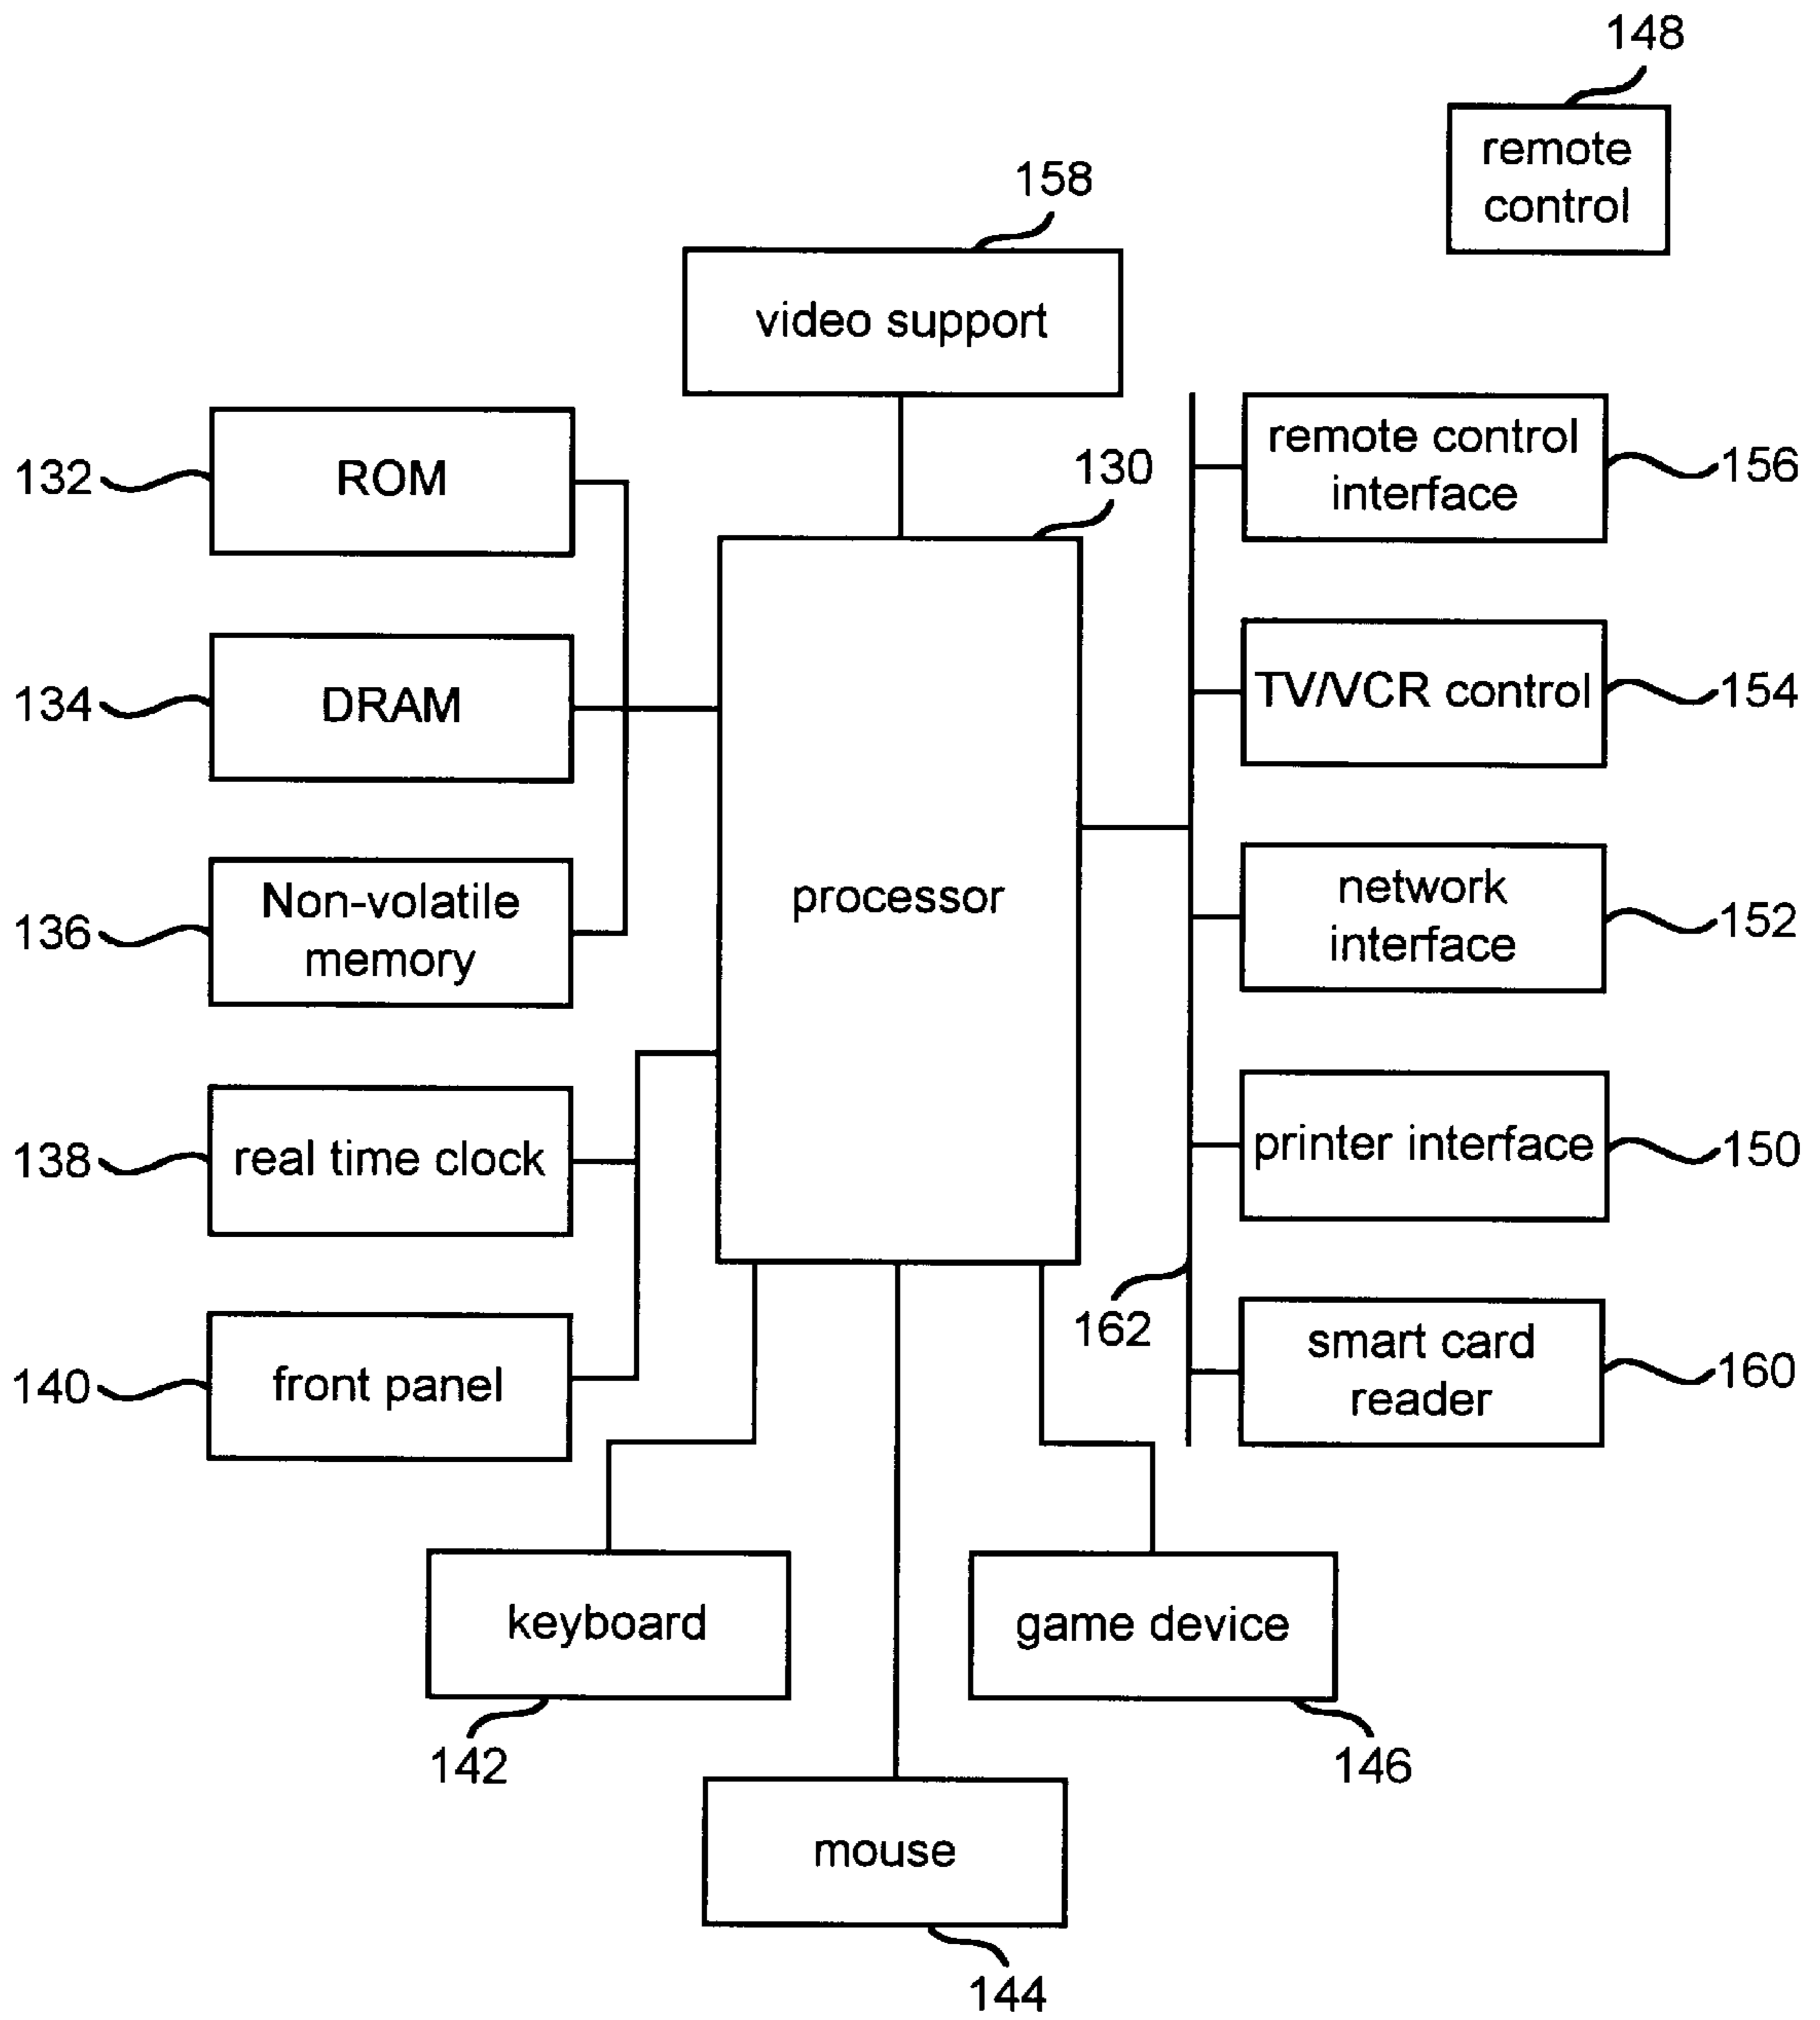 148
remote
control
158
video support
132
ROM
130
remote control
interface
156
134
DRAM
TV/VCR control
154
136
Non-volatile
memory
processor
network
interface
152
138
real time clock
printer interface
150
162
140
front panel
smart card
reader
160
keyboard
142
game device
146
mouse
144